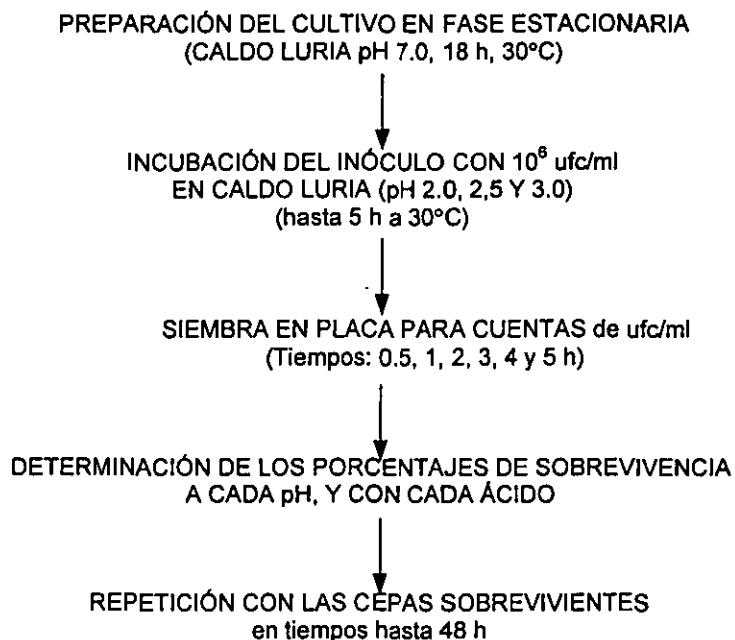 PREPARACIÓN DEL CULTIVO EN FASE ESTACIONARIA
(CALDO LURIA pH 7.0, 18 h, 30°C)
INCUBACIÓN DEL INÓCULO CON 10⁶ ufc/ml
EN CALDO LURIA (pH 2.0, 2,5 Y 3.0)
(hasta 5 h a 30°C)
SIEMBRA EN PLACA PARA CUENTAS de ufc/ml
(Tiempos: 0.5, 1, 2, 3, 4 y 5 h)
DETERMINACIÓN DE LOS PORCENTAJES DE SOBREVIVENCIA
A CADA pH, Y CON CADA ÁCIDO
REPETICIÓN CON LAS CEPAS SOBREVIVIENTES
en tiempos hasta 48 h